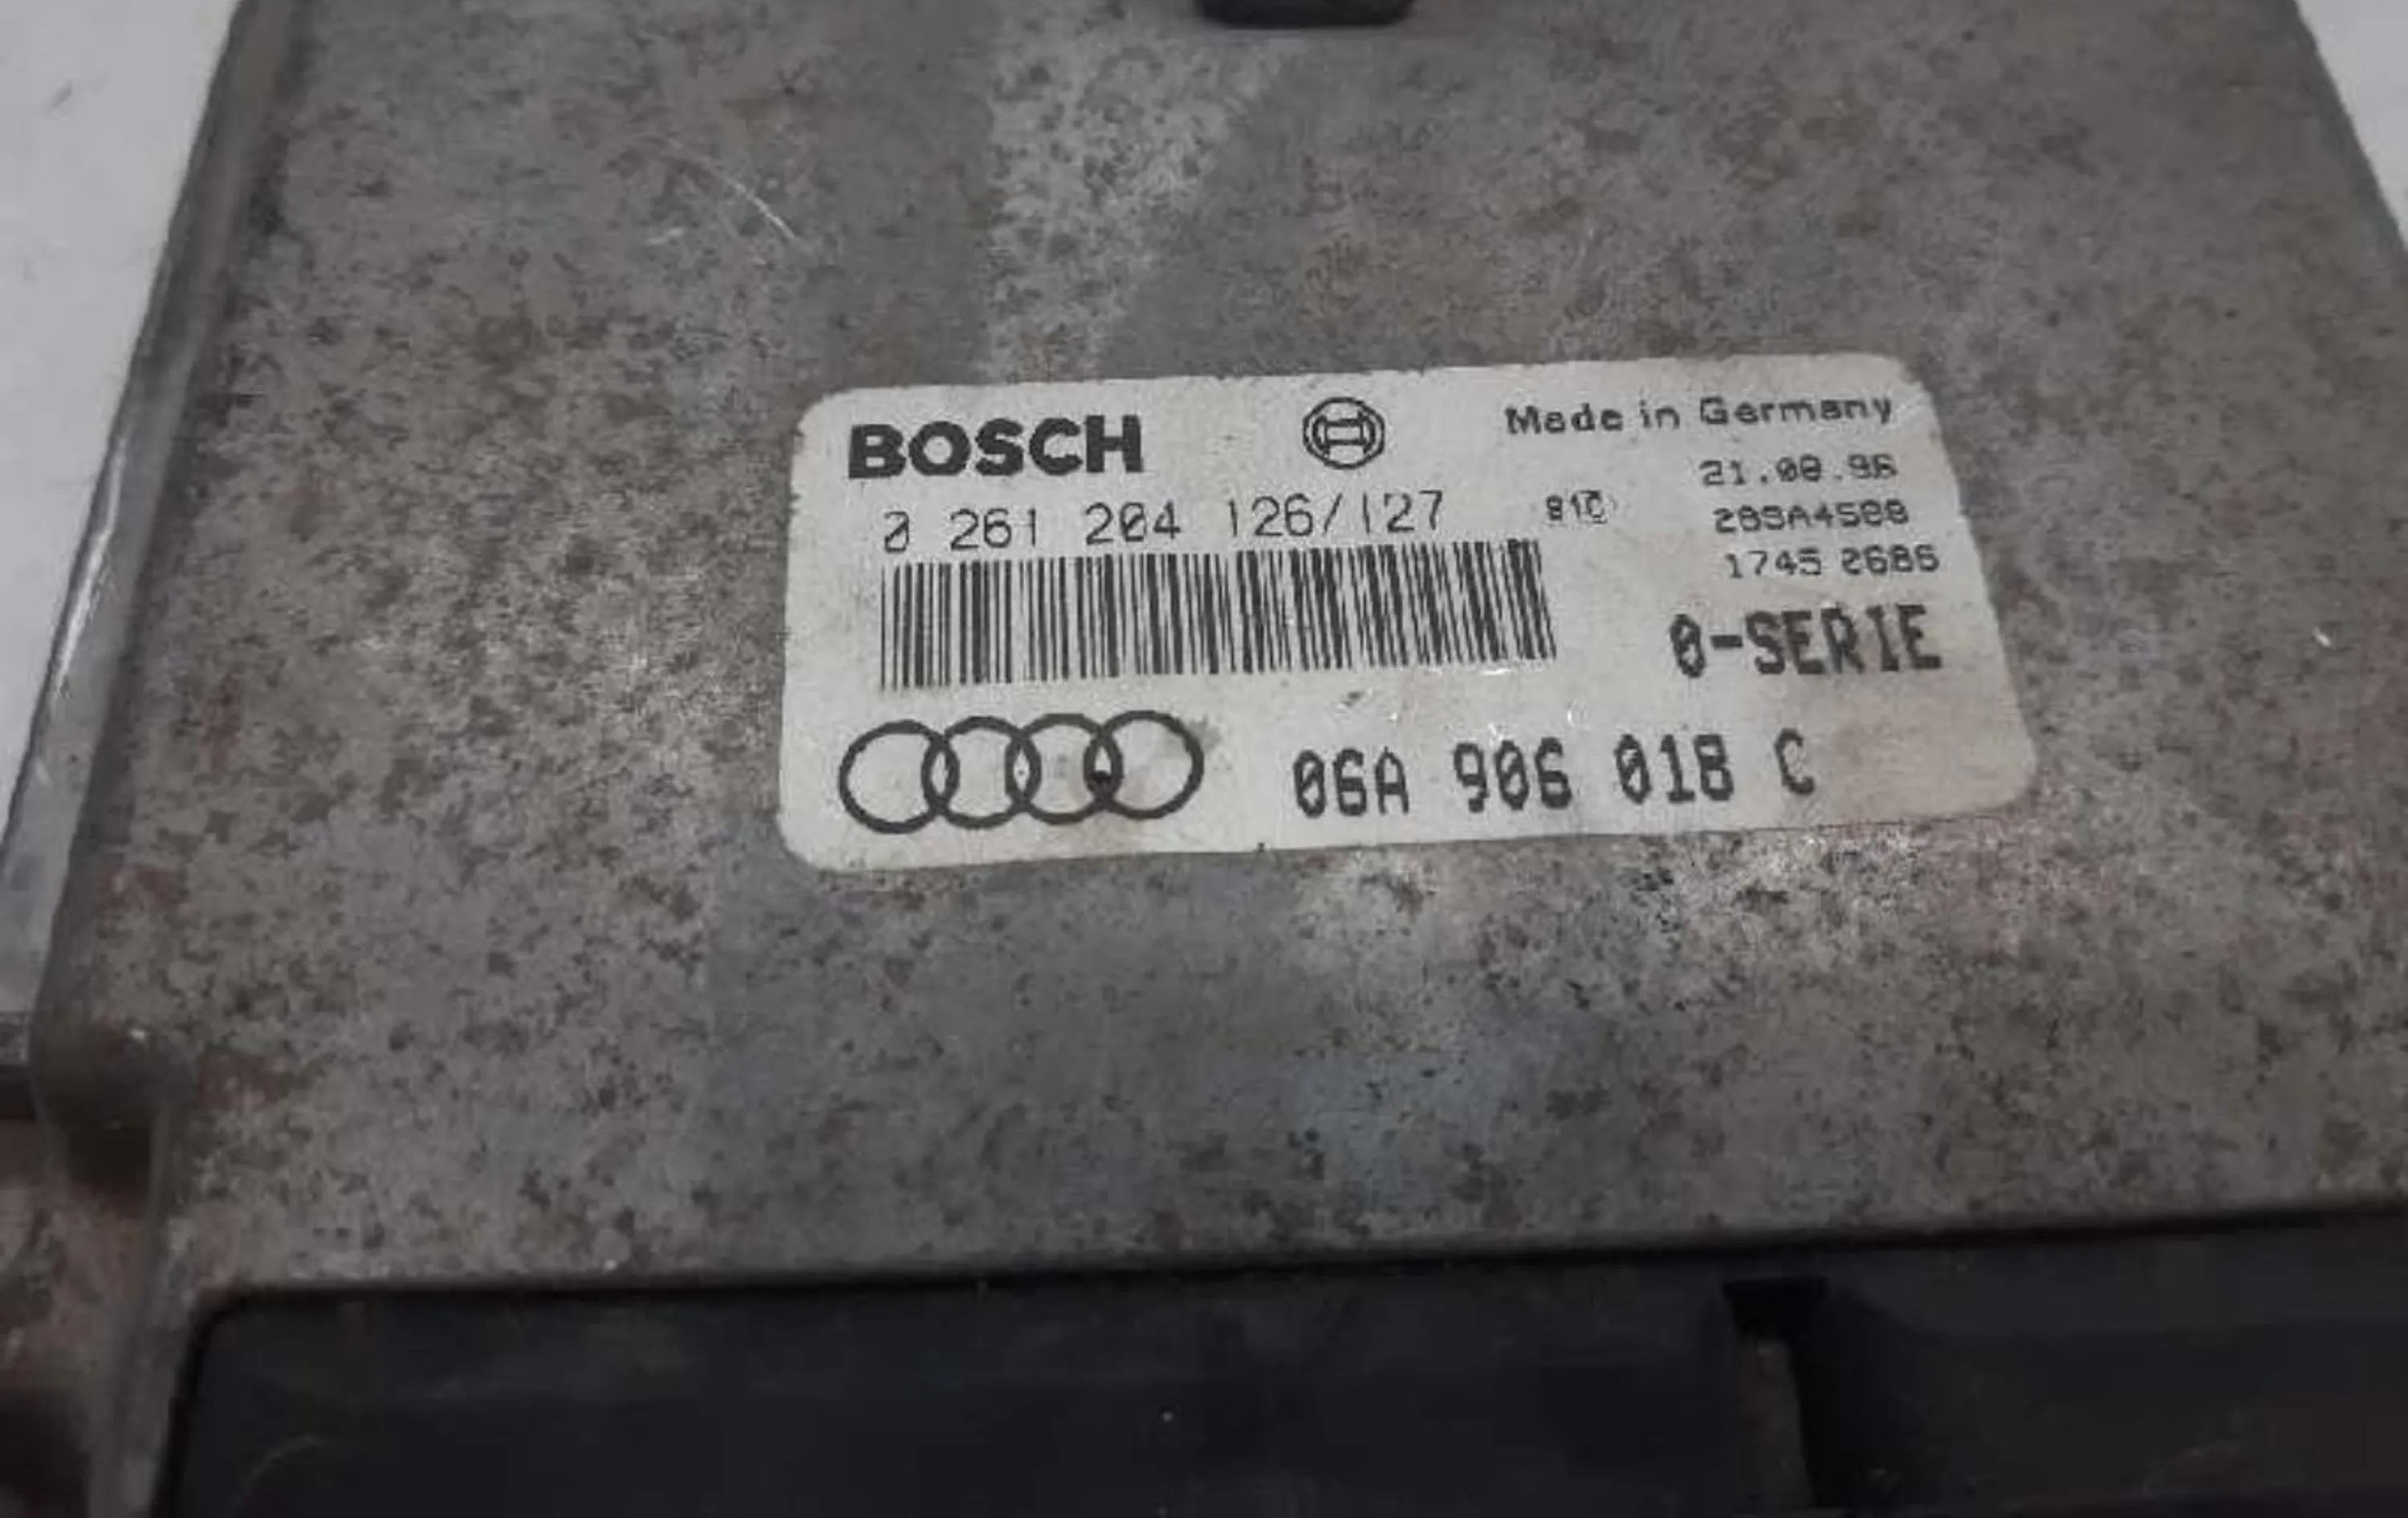 BOSCH
Made in Germany
21.08.96
0 261 204 126/127
1745 2686
0-SERIE
06A 906 018 C